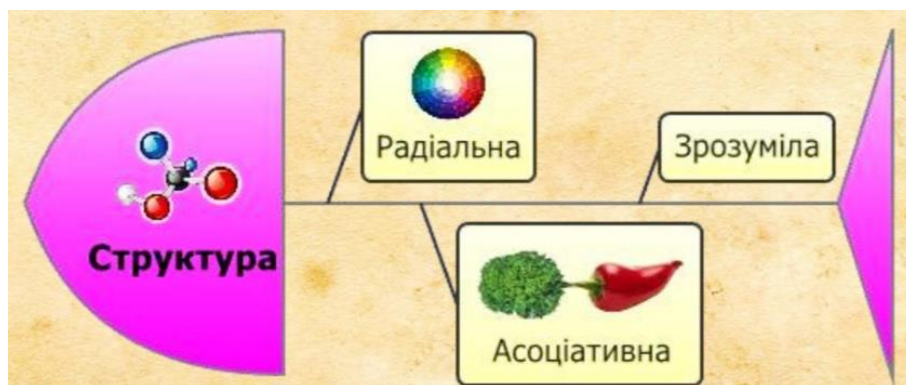 Структура
Радіальна
Асоціативна
Зрозуміла